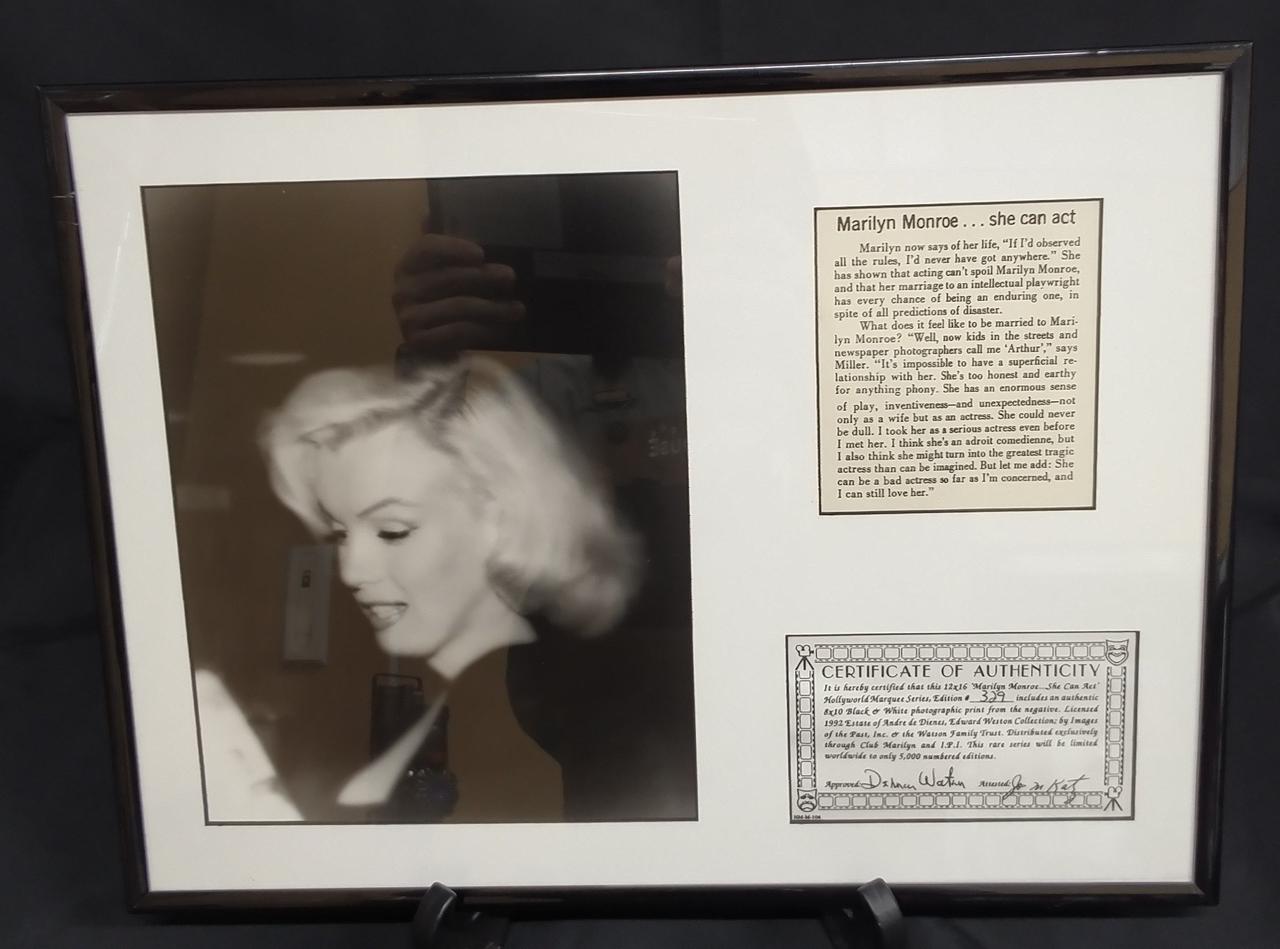 Marilyn Monroe...she can act
Marilyn now says of her life, "If I'd observed
all the rules, I'd never have got anywhere." She
has shown that acting can't spoil Marilyn Monroe,
and that her marriage to an intellectual playwright
has every chance of being an enduring one, in
spite of all predictions of disaster.
What does it feel like to be married to Mari-
lyn Monroe? "Well, now kids in the streets and
newspaper photographers call me 'Arthur'," says
Miller. "It's impossible to have a superficial re-
lationship with her. She's too honest and earthy
for anything phony. She has an enormous sense
of play, inventiveness—and unexpectedness—not
only as a wife but as an actress. She could never
be dull. I took her as a serious actress even before
I met her. I think she's an adroit comedienne, but
I also think she might turn into the greatest tragic
actress than can be imagined. But let me add: She
can be a bad actress so far as I'm concerned, and
I can still love her."
CERTIFICATE OF AUTHENTICITY
It is hereby certified that this 12x16 'Marilyn Monroe...She Can Act'
Hollyworld Marquee Series, Edition # 329 includes an authentic
8x10 Black & White photographic print from the negative. Licensed
1992 Estate of Andre de Dienes, Edward Weston Collection; by Images
of the Past, Inc. & the Watson Family Trust. Distributed exclusively
through Club Marilyn and I.P.I. This rare series will be limited
worldwide to only 5,000 numbered editions.
Approved: Attested: